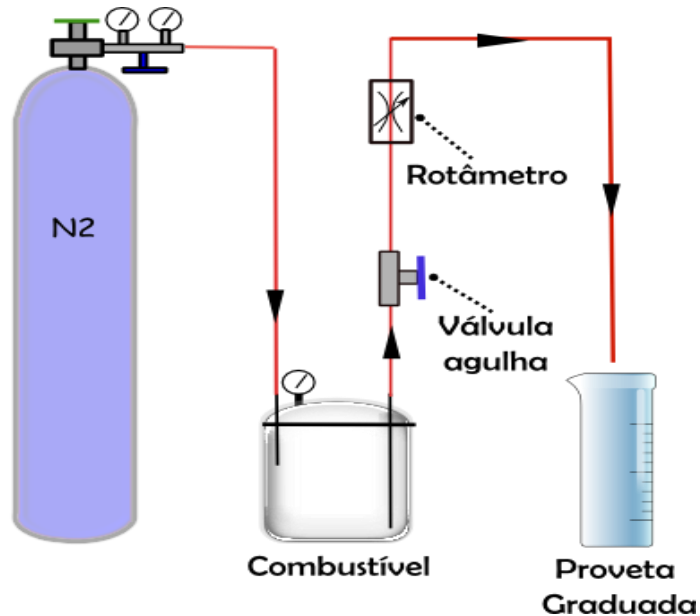 N2
Rotâmetro
Válvula
agulha
Combustível
Proveta
Graduada